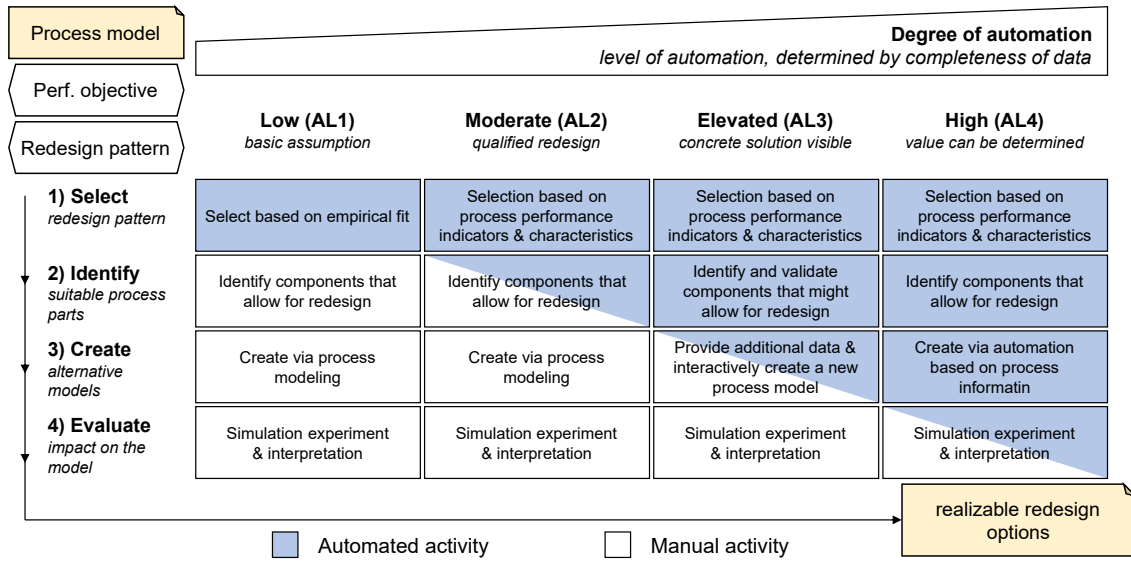 Process model
Perf. objective
Redesign pattern
Degree of automation
level of automation, determined by completeness of data
Low (AL1)
basic assumption
Moderate (AL2)
qualified redesign
Elevated (AL3)
concrete solution visible
High (AL4)
value can be determined
1) Select
redesign pattern
Select based on empirical fit
Selection based on
process performance
indicators & characteristics
Selection based on
process performance
indicators & characteristics
Selection based on
process performance
indicators & characteristics
2) Identify
suitable process
parts
Identify components that
allow for redesign
Identify components that
allow for redesign
Identify and validate
components that might
allow for redesign
Identify components that
allow for redesign
3) Create
alternative
models
Create via process
modeling
Create via process
modeling
Provide additional data &
interactively create a new
process model
Create via automation
based on process
informatin
4) Evaluate
impact on the
model
Simulation experiment
& interpretation
Simulation experiment
& interpretation
Simulation experiment
& interpretation
Simulation experiment
& interpretation
realizable redesign
options
Automated activity
Manual activity